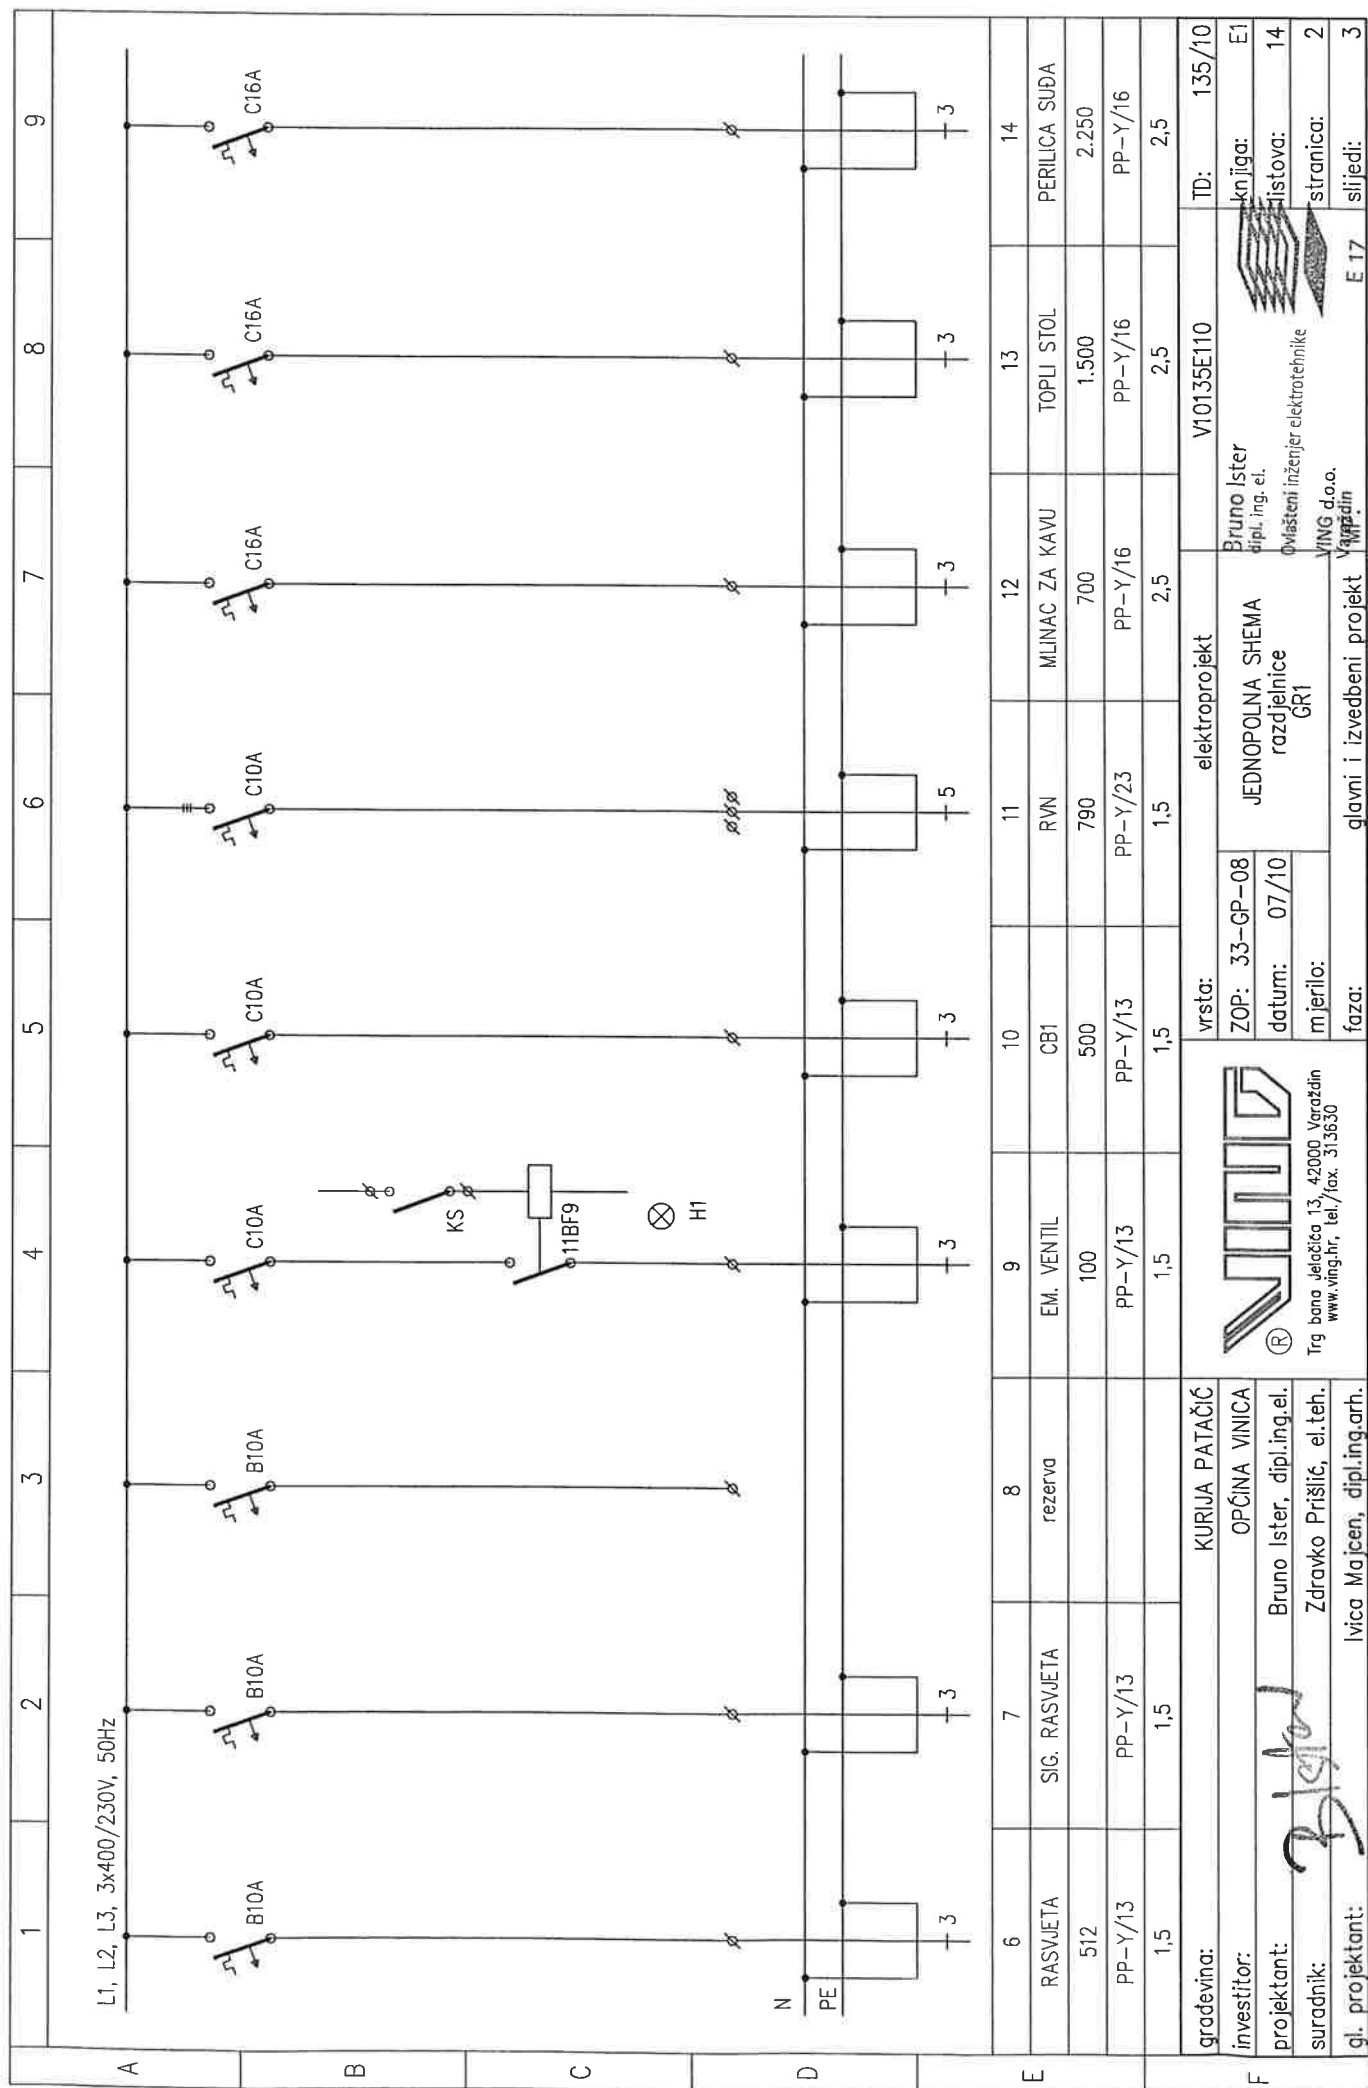 1 2 3 4 5 6 7 8 9
A
B
C
D
E
F
L1, L2, L3, 3x400/230V, 50Hz
B10A B10A B10A C10A C10A C10A C16A C16A C16A
KS
11BF9
H1
N
PE
3 3 3 3 5 3 3 3
6 7 8 9 10 11 12 13 14
RASVJETA SIG. RASVJETA rezerva EM. VENTIL CB1 RVN MLINAC ZA KAVU TOPLI STOL PERILICA SUĐA
512 100 500 790 700 1.500 2.250
PP-Y/13 PP-Y/13 PP-Y/13 PP-Y/13 PP-Y/23 PP-Y/16 PP-Y/16 PP-Y/16
1,5 1,5 1,5 1,5 1,5 2,5 2,5 2,5
građevina: KURIJA PATAČIĆ
investitor: OPĆINA VINICA
projektant: Bruno Ister, dipl.ing.el.
suradnik: Zdravko Prišlić, el.teh.
gl. projektant: Ivica Majcen, dipl.ing.arh.
VING
®
Trg bana Jelačića 13, 42000 Varaždin
www.ving.hr, tel./fax. 313630
vrsta: elektroprojekt
ZOP: 33-GP-08
datum: 07/10
mjerilo:
faza: glavni i izvedbeni projekt
JEDNOPOLNA SHEMA
razdjelnice
GR1
V10135E110
Bruno Ister
dipl. ing. el.
Ovlašteni inženjer elektrotehnike
VING d.o.o.
Varaždin
MP.
E 17
TD: 135/10
knjiga: E1
listova: 14
stranica: 2
slijedi: 3